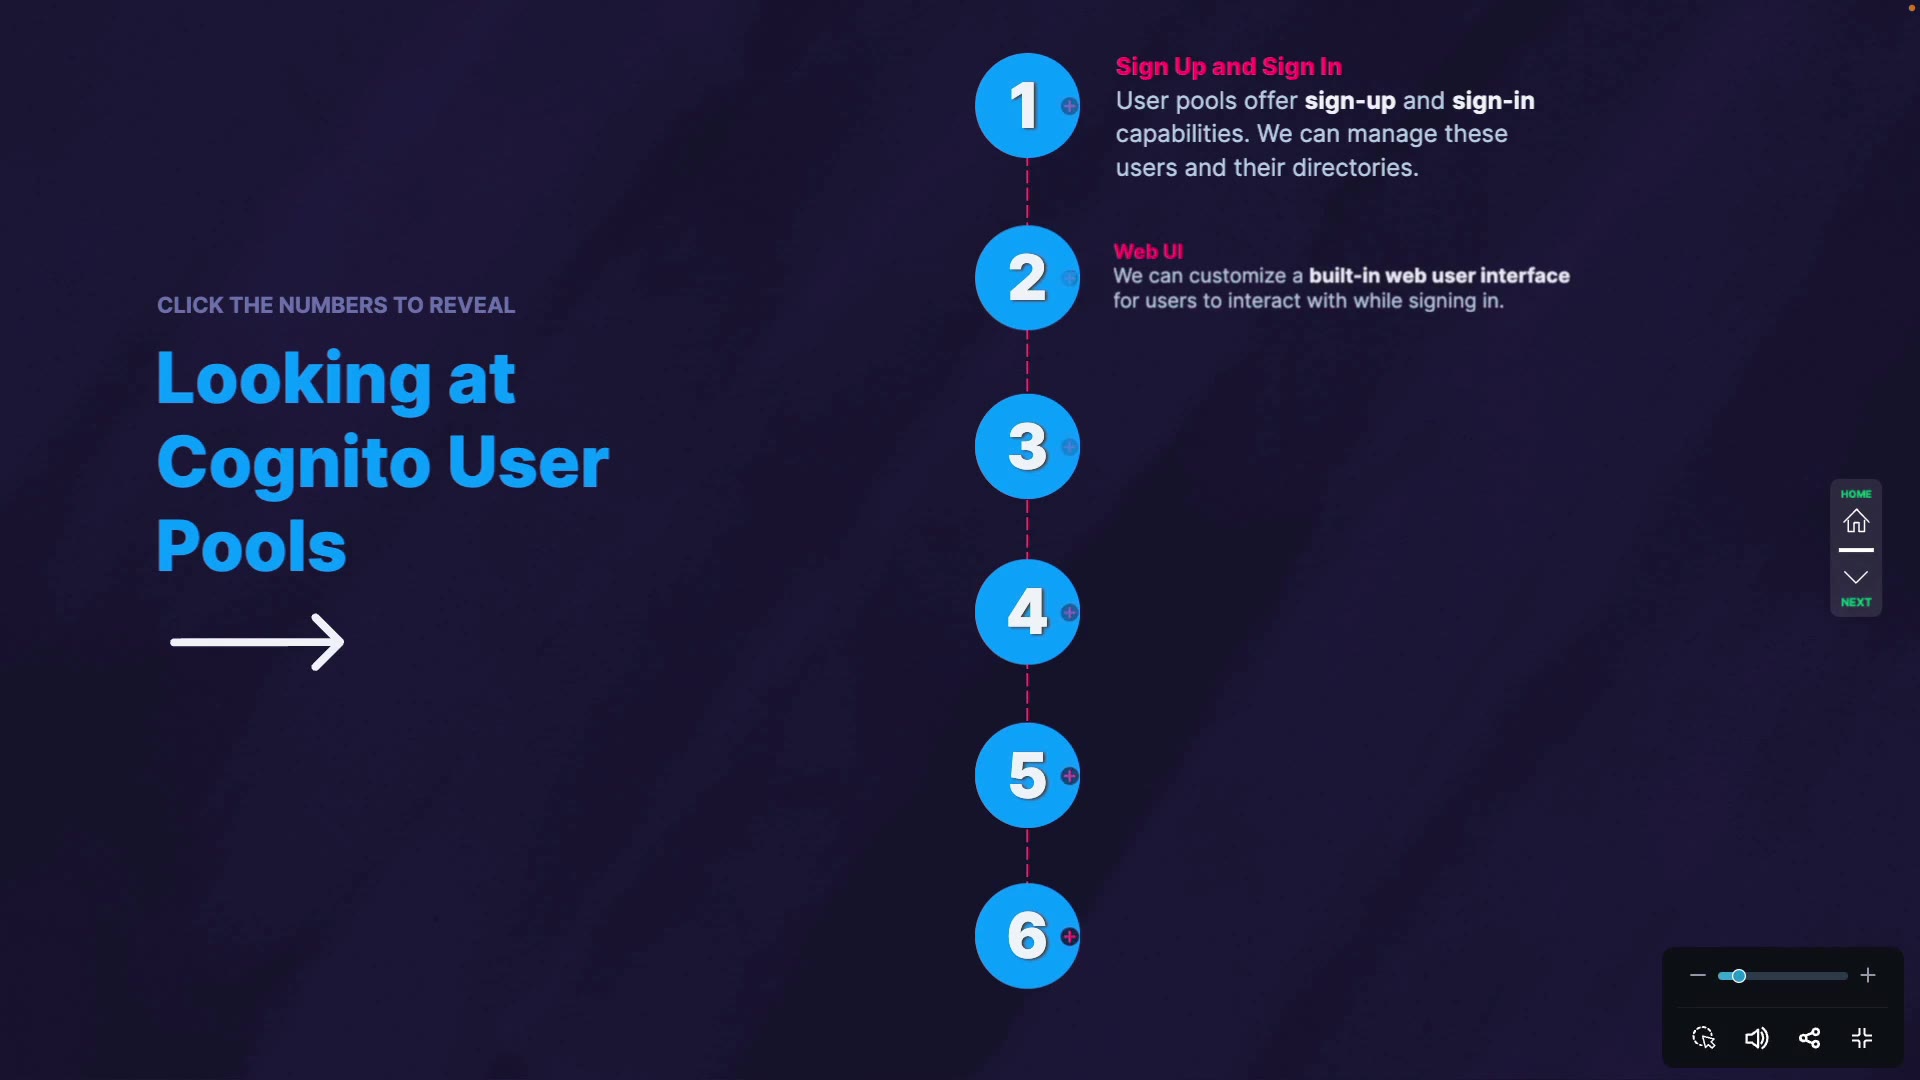 CLICK THE NUMBERS TO REVEAL
Looking at
Cognito User
Pools
1
Sign Up and Sign In
User pools offer sign-up and sign-in
capabilities. We can manage these
users and their directories.
2
Web UI
We can customize a built-in web user interface
for users to interact with while signing in.
3
4
5
6
HOME
NEXT